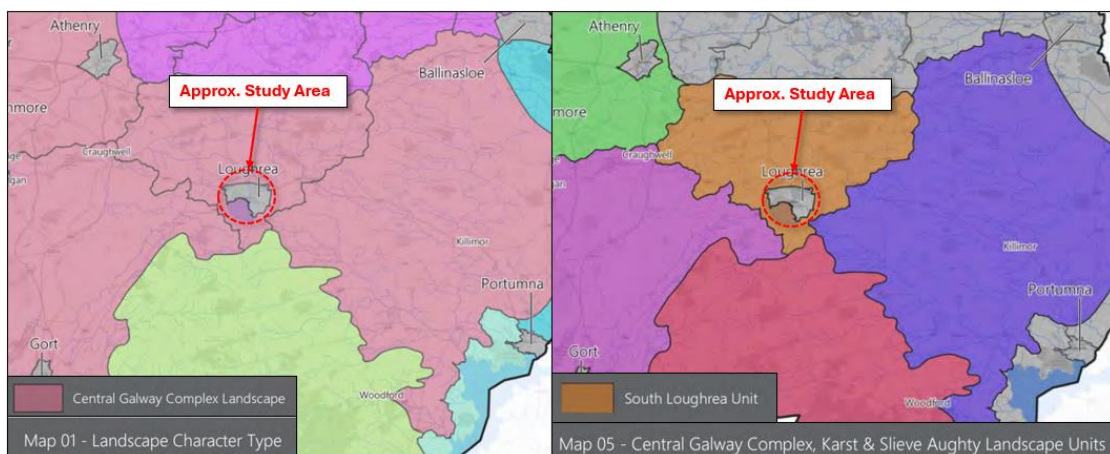 Athenry
Ballinasloe
Approx. Study Area
nmore
Craughwell
Loughrea
Killimor
Portumna
Gort
Woodford
Central Galway Complex Landscape
Map 01 - Landscape Character Type
Athenry
Ballinasloe
Approx. Study Area
more
Craughwell
Loughrea
Killimor
Portumna
Gort
Woodford
South Loughrea Unit
Map 05 - Central Galway Complex, Karst & Slieve Aughty Landscape Units